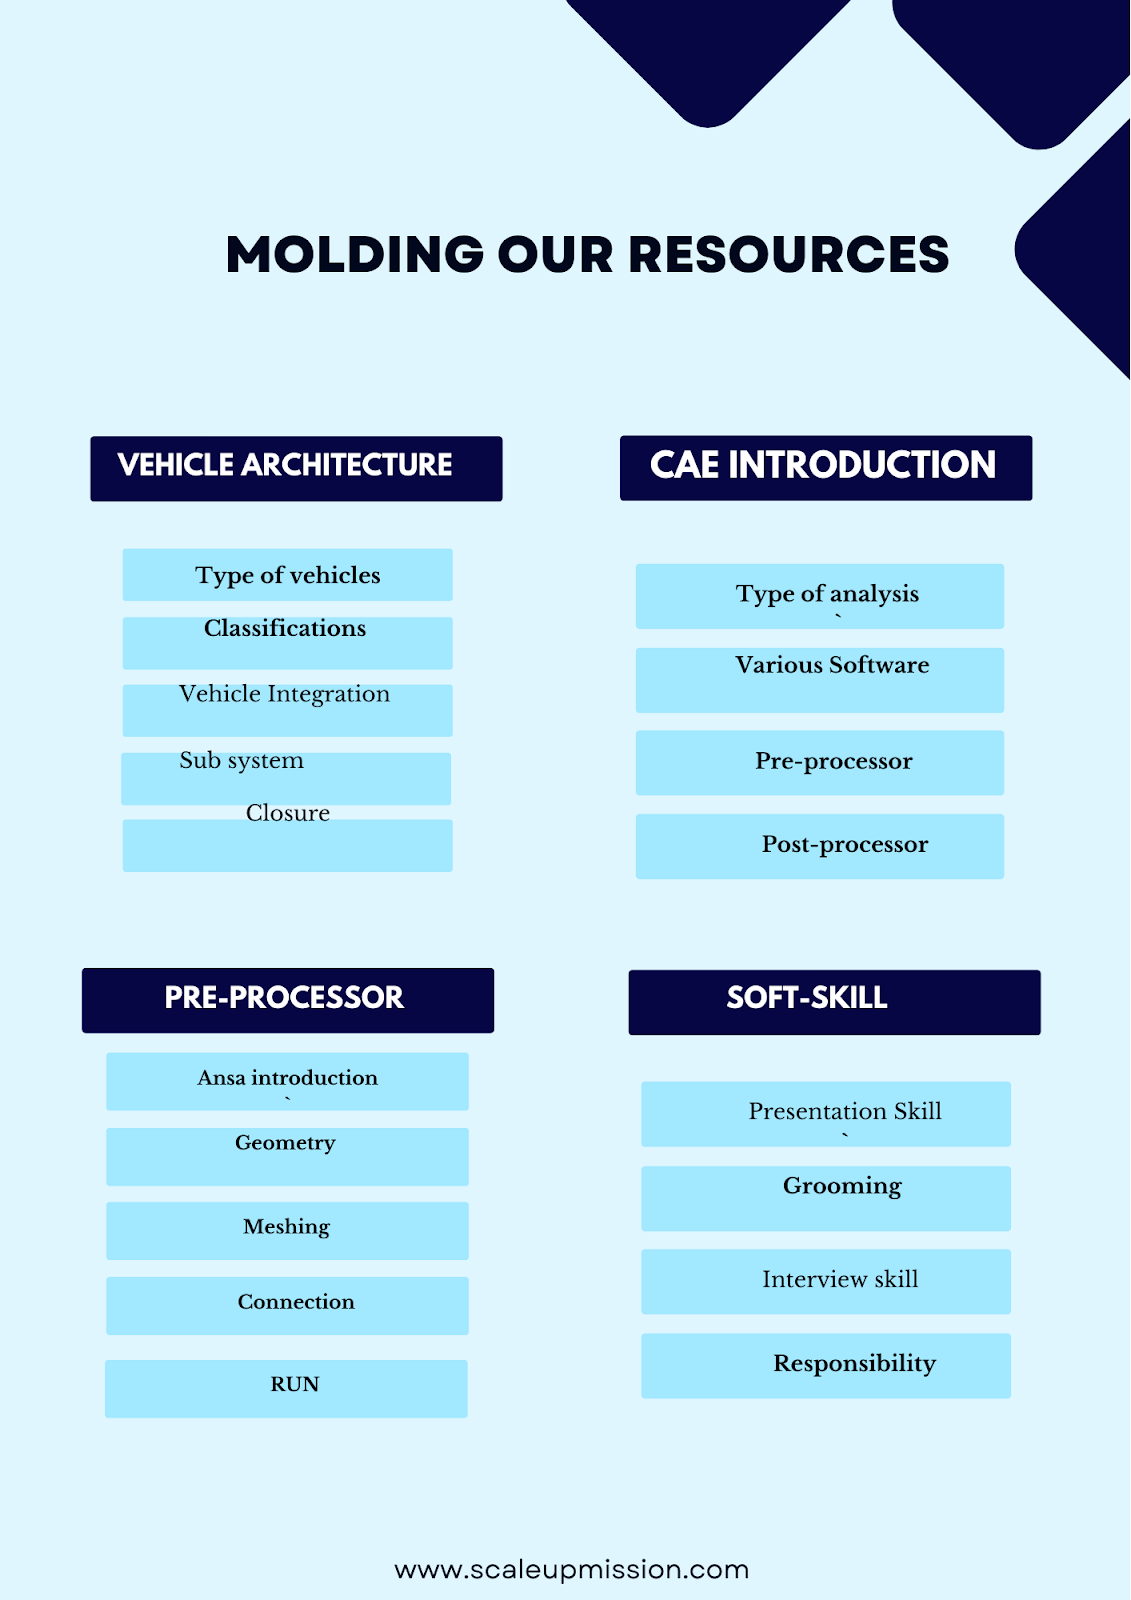 MOLDING OUR RESOURCES
VEHICLE ARCHITECTURE
Type of vehicles
Classifications
Vehicle Integration
Sub system
Closure
CAE INTRODUCTION
Type of analysis
`
Various Software
Pre-processor
Post-processor
PRE-PROCESSOR
Ansa introduction
`
Geometry
Meshing
Connection
RUN
SOFT-SKILL
Presentation Skill
`
Grooming
Interview skill
Responsibility
www.scaleupmission.com